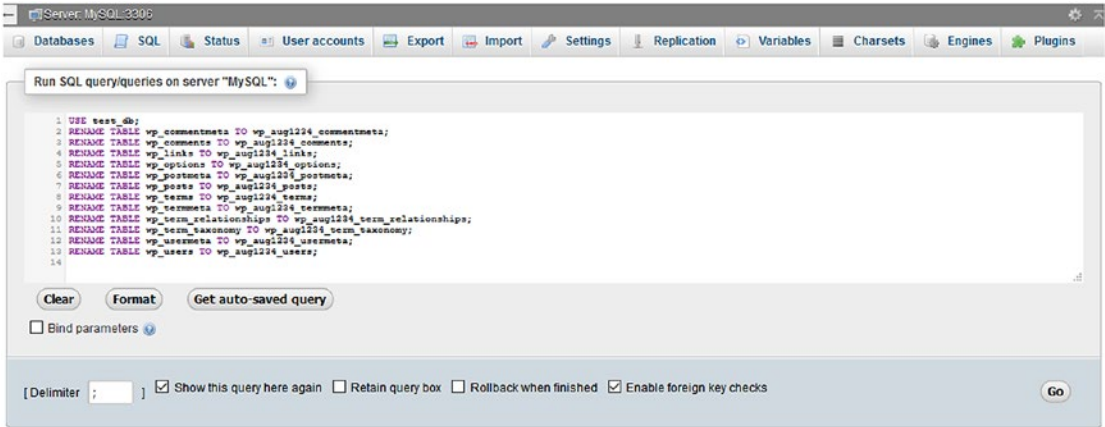 Server: MySQL:3306
Databases SQL Status User accounts Export Import Settings Replication Variables Charsets Engines Plugins
Run SQL query/queries on server "MySQL":
1 USE test_db;
2 RENAME TABLE wp_commentmeta TO wp_aug1234_commentmeta;
3 RENAME TABLE wp_comments TO wp_aug1234_comments;
4 RENAME TABLE wp_links TO wp_aug1234_links;
5 RENAME TABLE wp_options TO wp_aug1234_options;
6 RENAME TABLE wp_postmeta TO wp_aug1234_postmeta;
7 RENAME TABLE wp_posts TO wp_aug1234_posts;
8 RENAME TABLE wp_terms TO wp_aug1234_terms;
9 RENAME TABLE wp_termmeta TO wp_aug1234_termmeta;
10 RENAME TABLE wp_term_relationships TO wp_aug1234_term_relationships;
11 RENAME TABLE wp_term_taxonomy TO wp_aug1234_term_taxonomy;
12 RENAME TABLE wp_usermeta TO wp_aug1234_usermeta;
13 RENAME TABLE wp_users TO wp_aug1234_users;
14
Clear Format Get auto-saved query
Bind parameters
[ Delimiter ; ] Show this query here again Retain query box Rollback when finished Enable foreign key checks Go